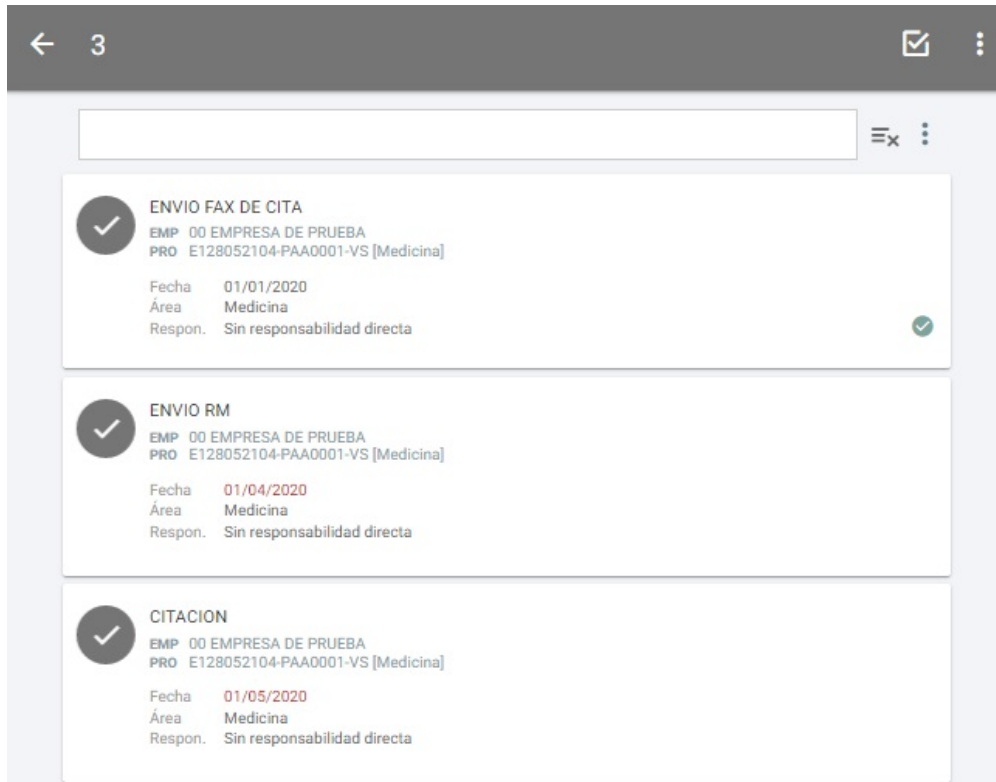 3
ENVIO FAX DE CITA
EMP 00 EMPRESA DE PRUEBA
PRO E128052104-PAA0001-VS [Medicina]
Fecha 01/01/2020
Área Medicina
Respon. Sin responsabilidad directa
ENVIO RM
EMP 00 EMPRESA DE PRUEBA
PRO E128052104-PAA0001-VS [Medicina]
Fecha 01/04/2020
Área Medicina
Respon. Sin responsabilidad directa
CITACION
EMP 00 EMPRESA DE PRUEBA
PRO E128052104-PAA0001-VS [Medicina]
Fecha 01/05/2020
Área Medicina
Respon. Sin responsabilidad directa